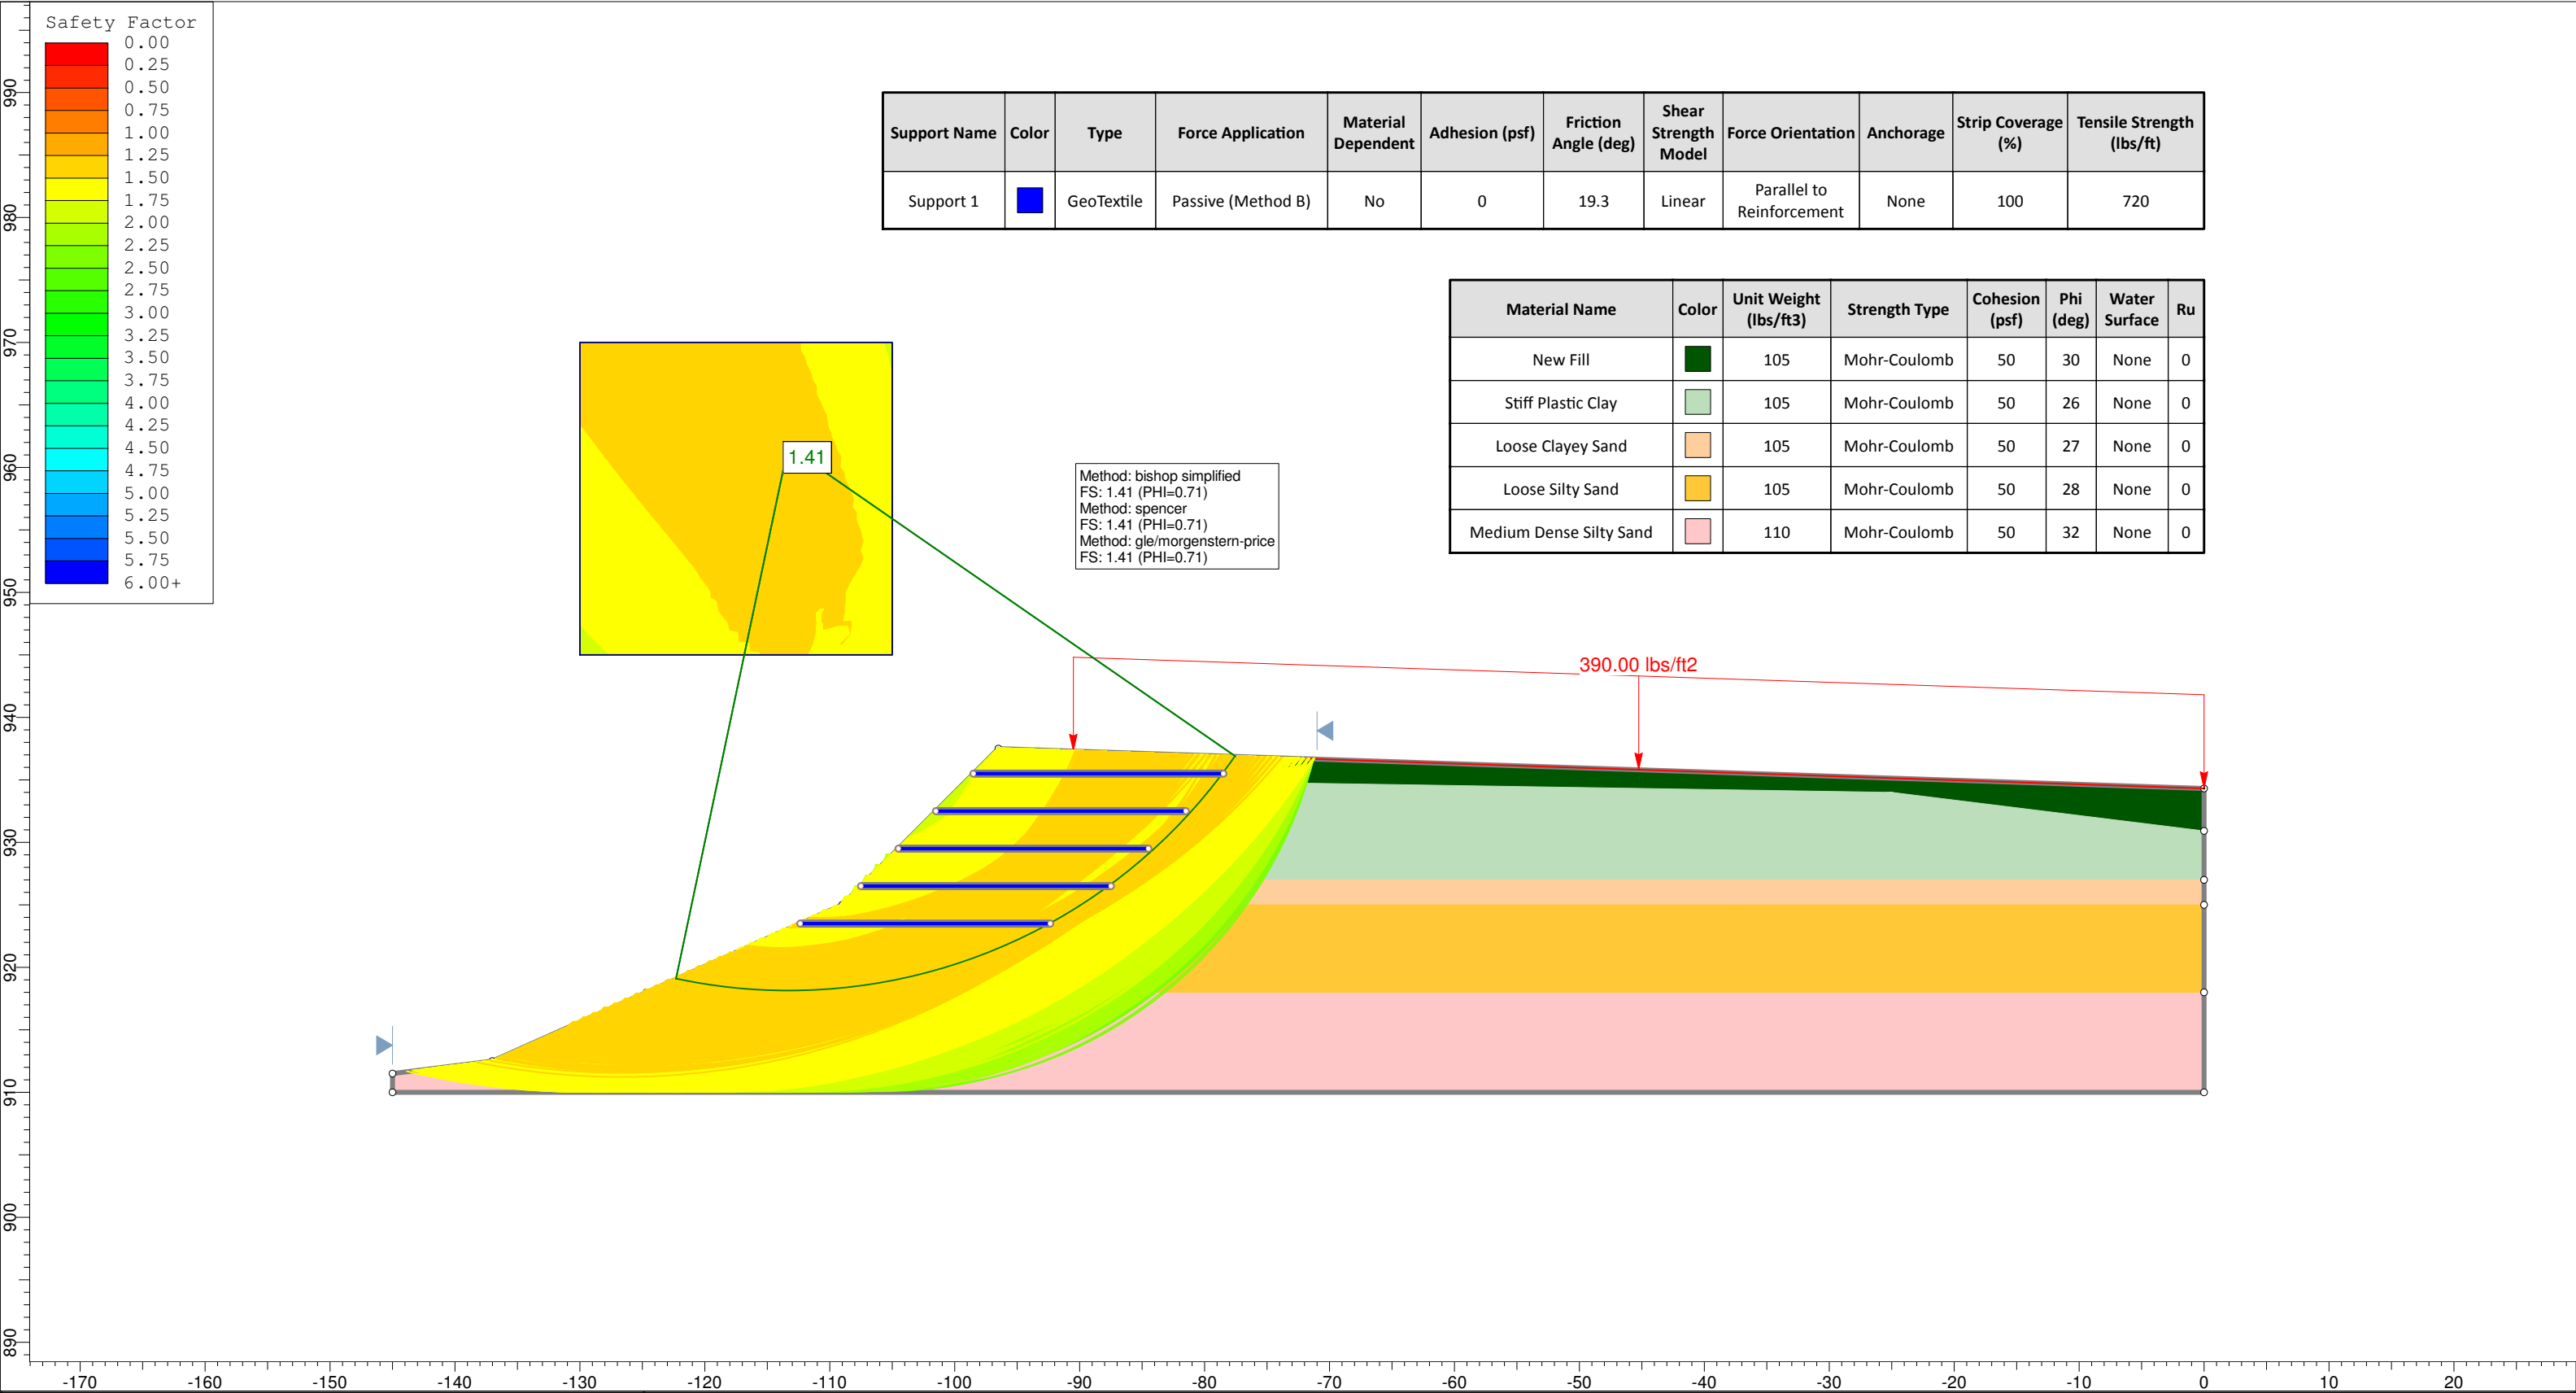 Safety Factor
0.00
0.25
0.50
0.75
1.00
1.25
1.50
1.75
2.00
2.25
2.50
2.75
3.00
3.25
3.50
3.75
4.00
4.25
4.50
4.75
5.00
5.25
5.50
5.75
6.00+
Support Name Color Type Force Application Material Dependent Adhesion (psf) Friction Angle (deg) Shear Strength Model Force Orientation Anchorage Strip Coverage (%) Tensile Strength (lbs/ft)
Support 1 GeoTextile Passive (Method B) No 0 19.3 Linear Parallel to Reinforcement None 100 720
Material Name Color Unit Weight (lbs/ft3) Strength Type Cohesion (psf) Phi (deg) Water Surface Ru
New Fill 105 Mohr-Coulomb 50 30 None 0
Stiff Plastic Clay 105 Mohr-Coulomb 50 26 None 0
Loose Clayey Sand 105 Mohr-Coulomb 50 27 None 0
Loose Silty Sand 105 Mohr-Coulomb 50 28 None 0
Medium Dense Silty Sand 110 Mohr-Coulomb 50 32 None 0
1.41
Method: bishop simplified
FS: 1.41 (PHI=0.71)
Method: spencer
FS: 1.41 (PHI=0.71)
Method: gle/morgenstern-price
FS: 1.41 (PHI=0.71)
390.00 lbs/ft2
990
980
970
960
950
940
930
920
910
900
890
-170 -160 -150 -140 -130 -120 -110 -100 -90 -80 -70 -60 -50 -40 -30 -20 -10 0 10 20